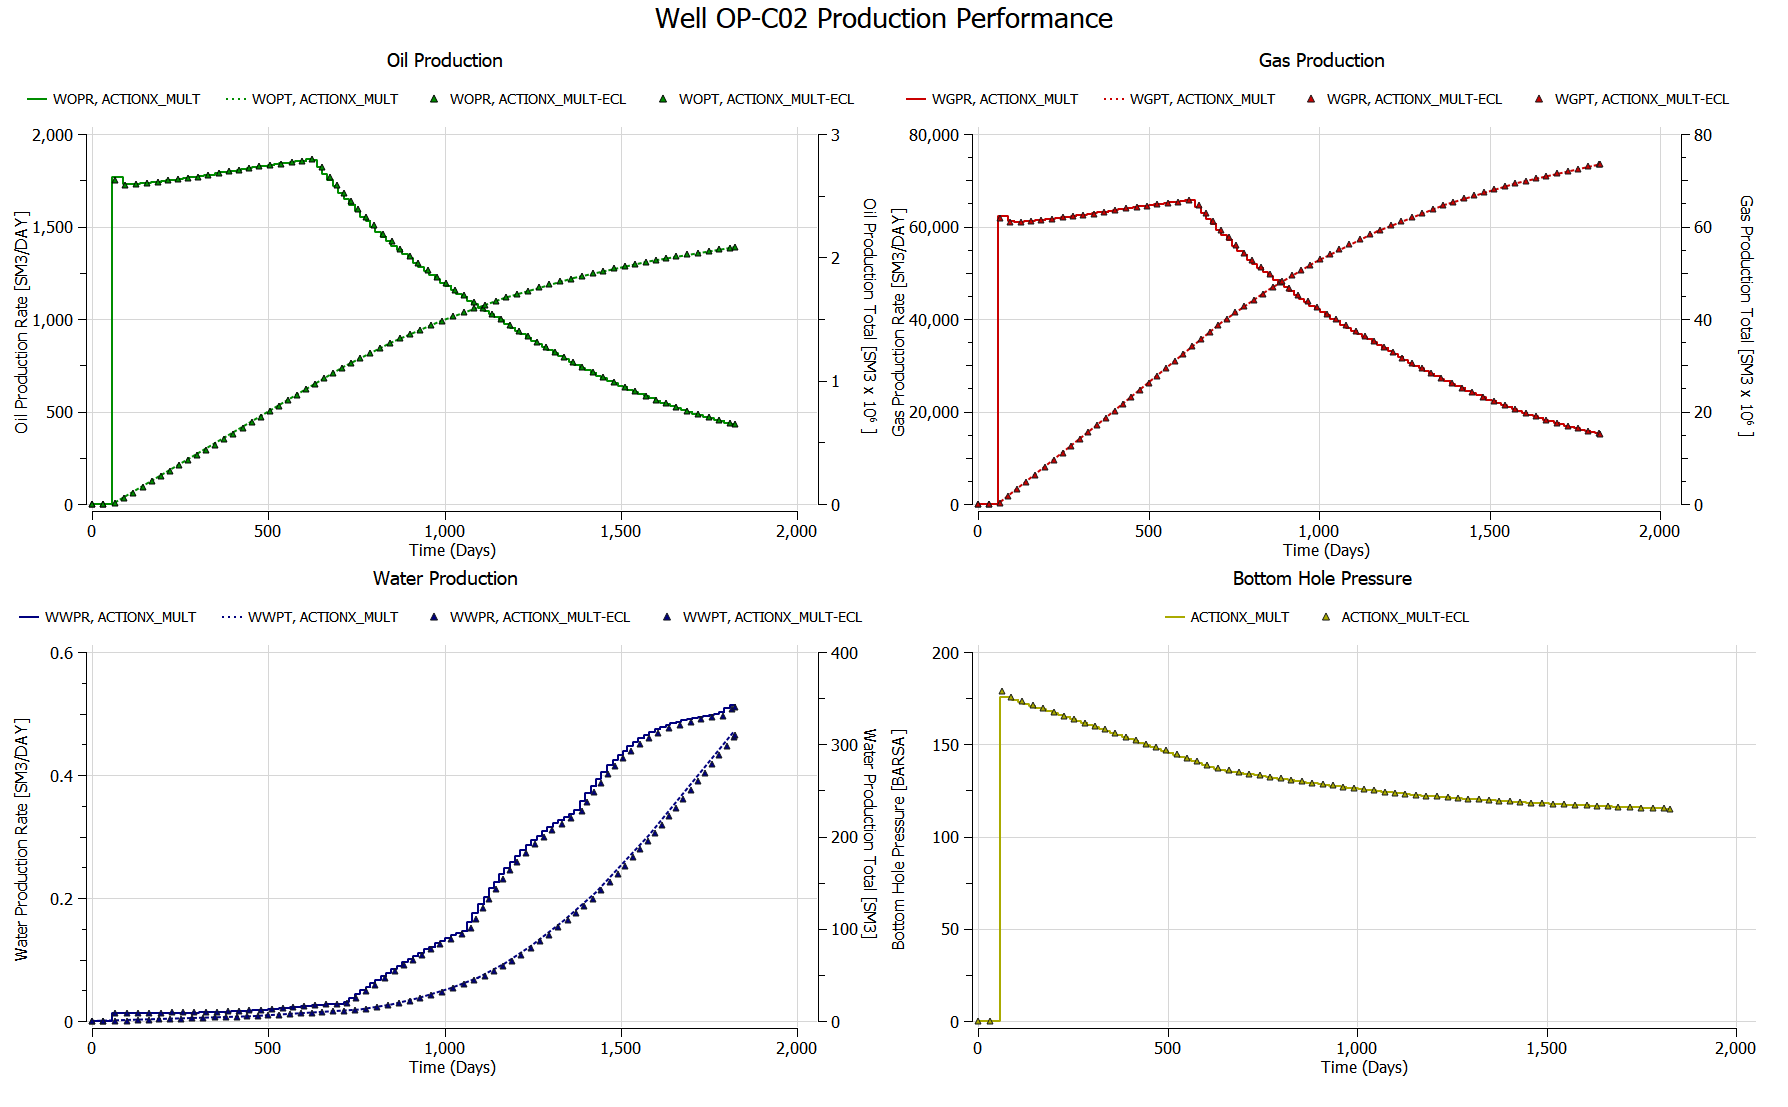 Well OP-C02 Production Performance
Oil Production
WOPR, ACTIONX_MULT WOPT, ACTIONX_MULT WOPR, ACTIONX_MULT-ECL WOPT, ACTIONX_MULT-ECL
2,000
1,500
1,000
500
0
Oil Production Rate [SM3/DAY]
3
2
1
0
Oil Production Total [SM3 x 10⁶ ]
0 500 1,000 1,500 2,000
Time (Days)
Gas Production
WGPR, ACTIONX_MULT WGPT, ACTIONX_MULT WGPR, ACTIONX_MULT-ECL WGPT, ACTIONX_MULT-ECL
80,000
60,000
40,000
20,000
0
Gas Production Rate [SM3/DAY]
80
60
40
20
0
Gas Production Total [SM3 x 10⁶ ]
0 500 1,000 1,500 2,000
Time (Days)
Water Production
WWPR, ACTIONX_MULT WWPT, ACTIONX_MULT WWPR, ACTIONX_MULT-ECL WWPT, ACTIONX_MULT-ECL
0.6
0.4
0.2
0
Water Production Rate [SM3/DAY]
400
300
200
100
0
Water Production Total [SM3]
0 500 1,000 1,500 2,000
Time (Days)
Bottom Hole Pressure
ACTIONX_MULT ACTIONX_MULT-ECL
200
150
100
50
0
Bottom Hole Pressure [BARSA]
0 500 1,000 1,500 2,000
Time (Days)